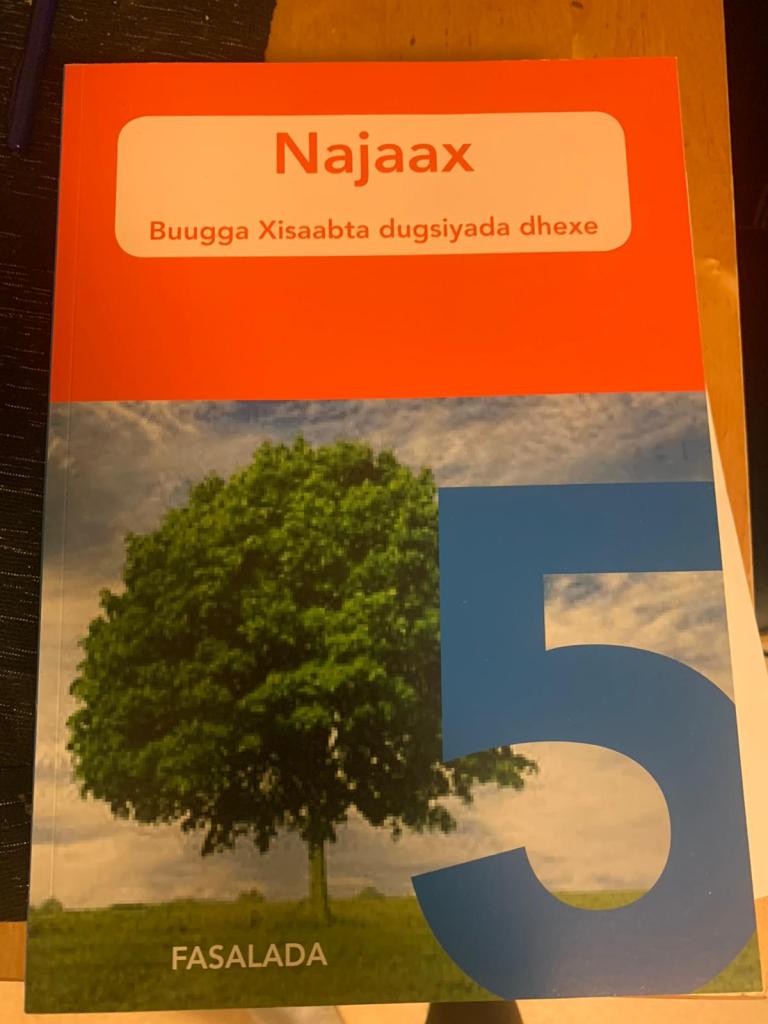 Najaax
Buugga Xisaabta dugsiyada dhexe
5
FASALADA